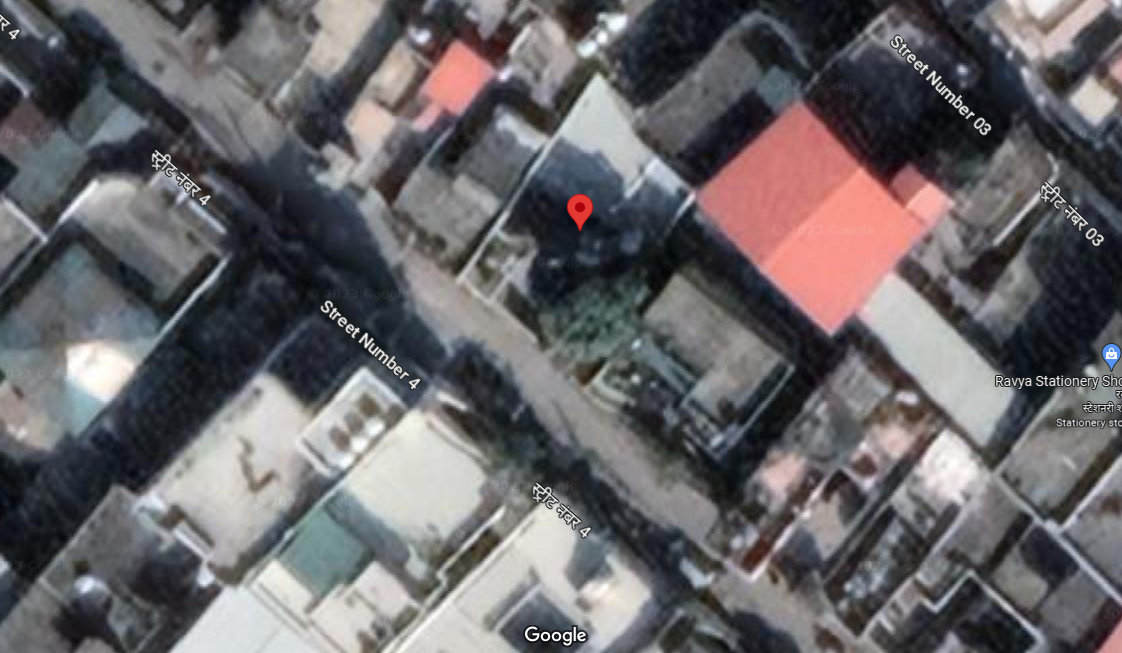 Street Number 03
स्ट्रीट नंबर 4
स्ट्रीट नंबर 03
Street Number 4
Ravya Stationery Sho
स्टेशनरी श
Stationery sto
स्ट्रीट नंबर 4
Google